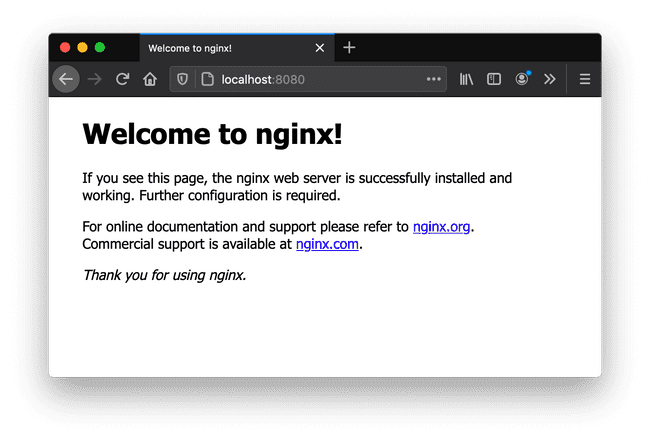 Welcome to nginx!
localhost:8080
Welcome to nginx!
If you see this page, the nginx web server is successfully installed and
working. Further configuration is required.
For online documentation and support please refer to nginx.org.
Commercial support is available at nginx.com.
Thank you for using nginx.